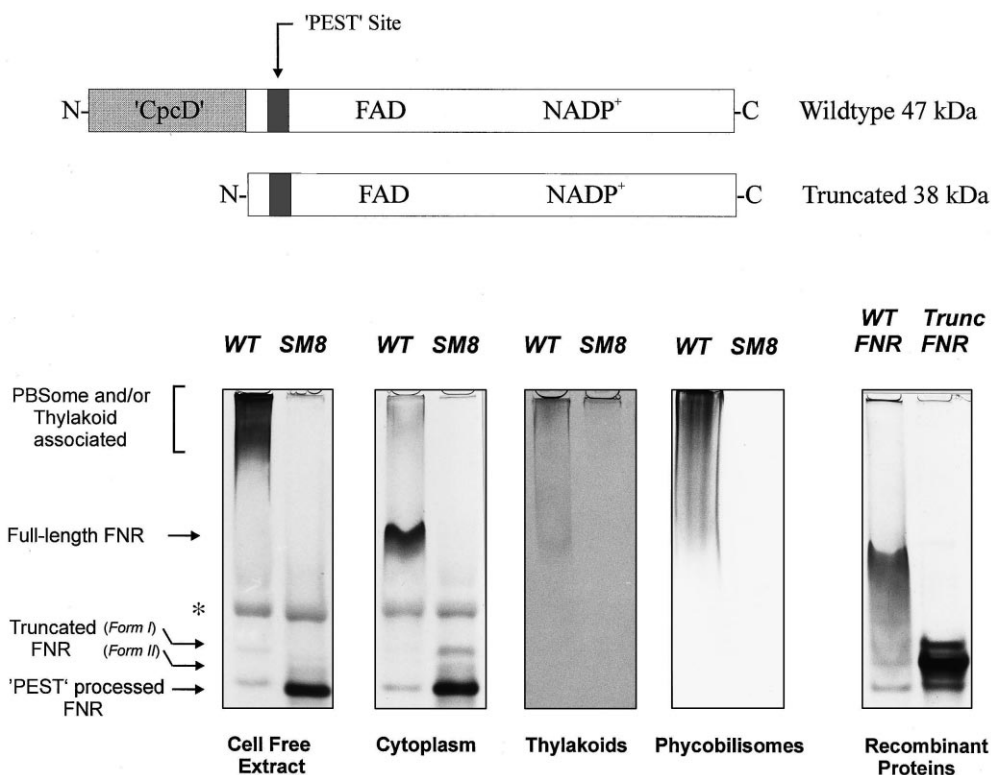 'PEST' Site
N- 'CpcD' FAD NADP+ -C Wildtype 47 kDa
N- FAD NADP+ -C Truncated 38 kDa
WT SM8 WT SM8 WT SM8 WT SM8 WT FNR Trunc FNR
PBSome and/or
Thylakoid
associated
Full-length FNR
*
Truncated (Form I)
FNR (Form II)
'PEST' processed
FNR
Cell Free
Extract
Cytoplasm
Thylakoids
Phycobilisomes
Recombinant
Proteins